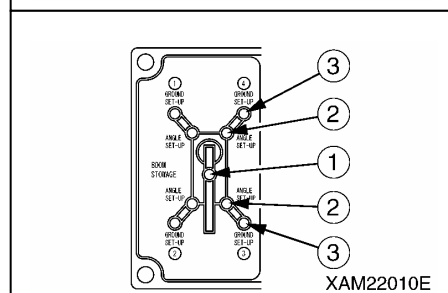 ① ④
GROUND SET-UP
GROUND SET-UP
3
2
ANGLE SET-UP
ANGLE SET-UP
BOOM STOWAGE
1
ANGLE SET-UP
ANGLE SET-UP
2
GROUND SET-UP
GROUND SET-UP
3
② ③
XAM22010E